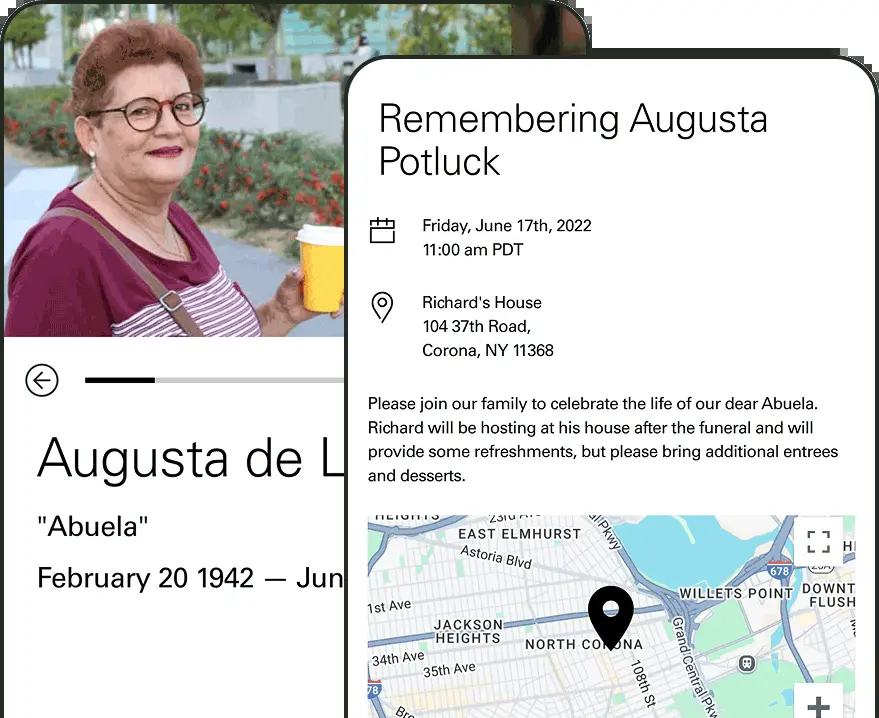 Augusta de L
"Abuela"
February 20 1942 — Jun
Remembering Augusta
Potluck
Friday, June 17th, 2022
11:00 am PDT
Richard's House
104 37th Road,
Corona, NY 11368
Please join our family to celebrate the life of our dear Abuela.
Richard will be hosting at his house after the funeral and will
provide some refreshments, but please bring additional entrees
and desserts.
HEIGHTS
23rd Ave
EAST ELMHURST
Astoria Blvd
678
WILLETS POINT
DOWNT
FLUSH
1st Ave
JACKSON
HEIGHTS
NORTH CORONA
34th Ave
35th Ave
108th St
Grand Central Pkwy